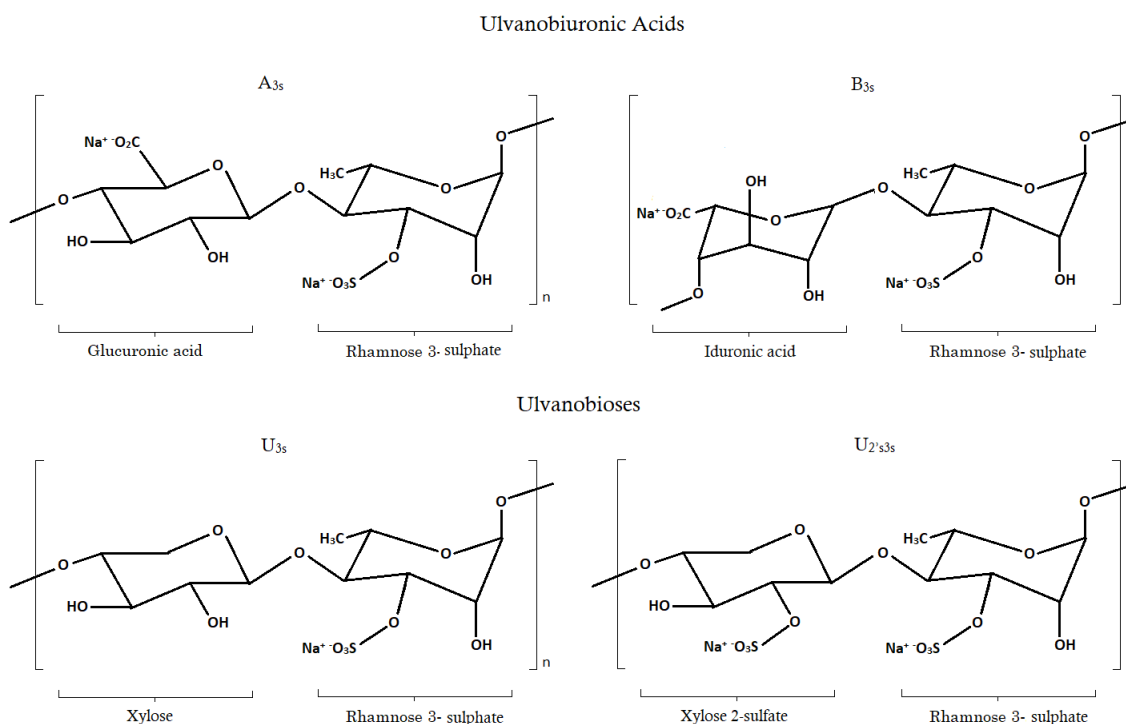 Ulvanobiuronic Acids
A3s
B3s
Na+ -O2C
O
O
O
HO
OH
H3C
O
O
O
Na+ -O3S
OH
n
OH
Na+ -O2C
O
O
OH
O
H3C
O
O
O
Na+ -O3S
OH
Glucuronic acid
Rhamnose 3- sulphate
Iduronic acid
Rhamnose 3- sulphate
Ulvanobioses
U3s
U2's3s
O
O
HO
OH
O
H3C
O
O
O
Na+ -O3S
OH
n
O
O
HO
O
Na+ -O3S
O
H3C
O
O
O
Na+ -O3S
OH
Xylose
Rhamnose 3- sulphate
Xylose 2-sulfate
Rhamnose 3- sulphate